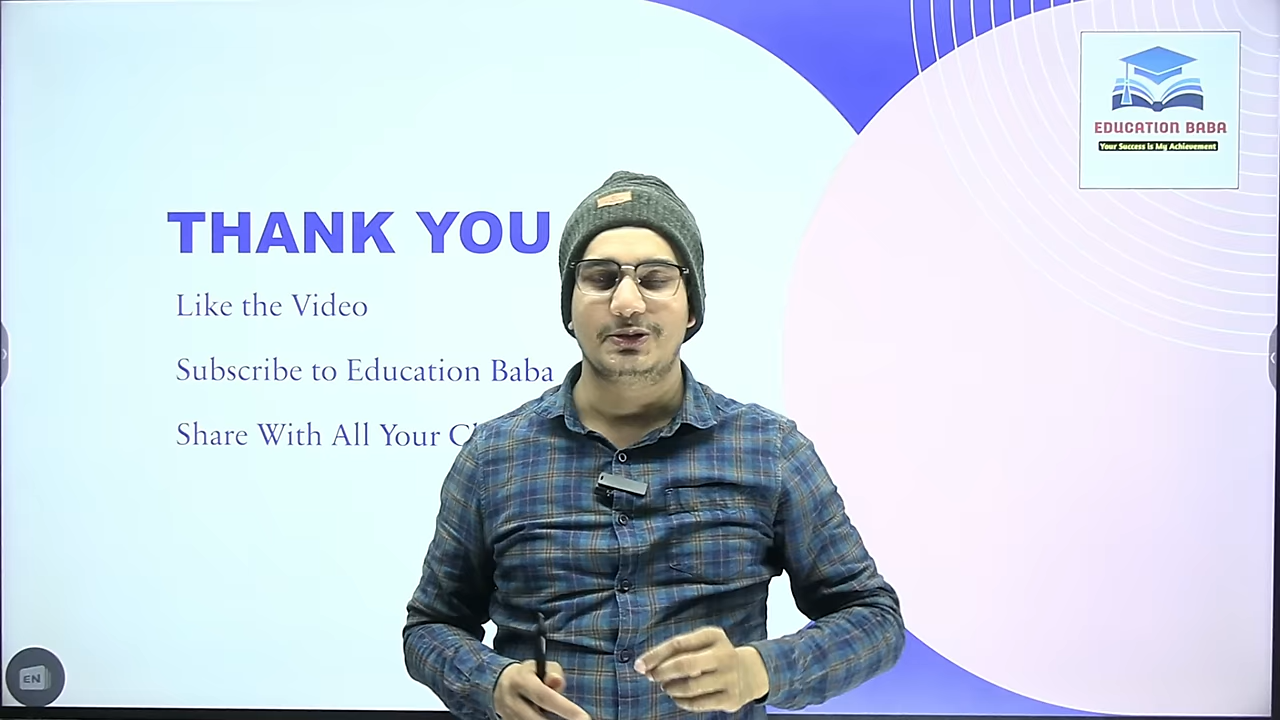 EDUCATION BABA
Your Success is My Achievement
THANK YOU
Like the Video
Subscribe to Education Baba
Share With All Your
EN